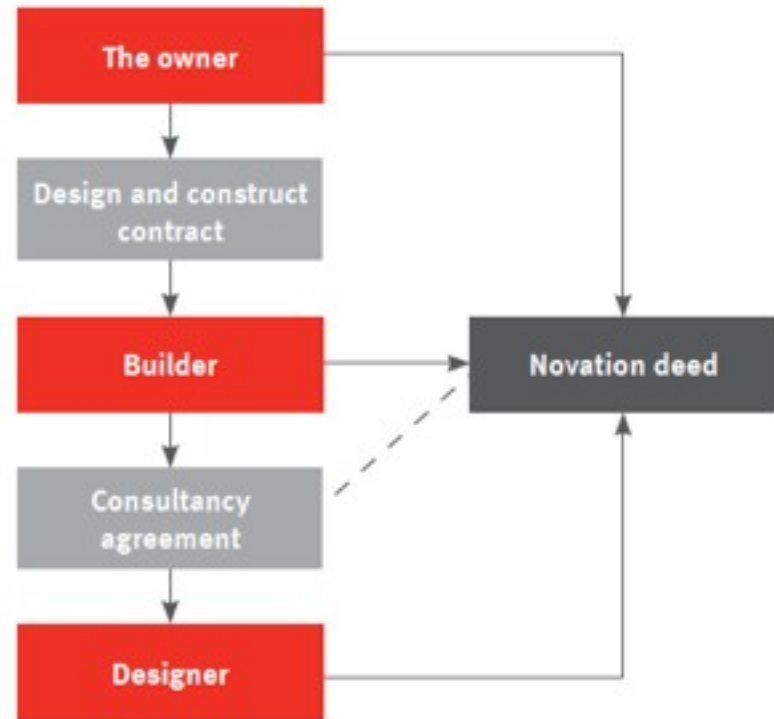 The owner
Design and construct
contract
Builder
Novation deed
Consultancy
agreement
Designer